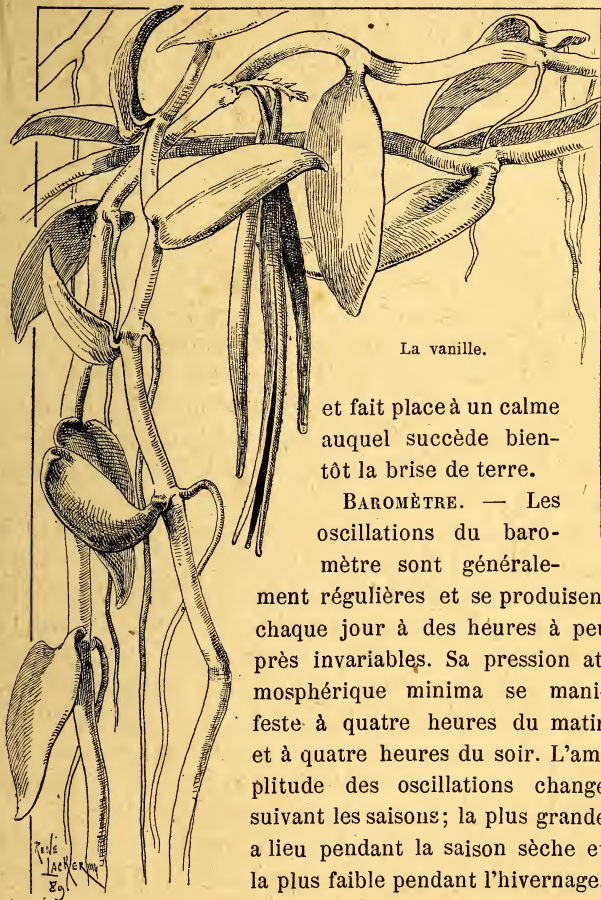 La vanille.
et fait place à un calme
auquel succède bien-
tôt la brise de terre.
BAROMÈTRE. — Les
oscillations du baro-
mètre sont générale-
ment régulières et se produisen
chaque jour à des heures à peu
près invariables. Sa pression at
mosphérique minima se mani
feste à quatre heures du matin
et à quatre heures du soir. L'am
plitude des oscillations change
suivant les saisons; la plus grande
a lieu pendant la saison sèche et
la plus faible pendant l'hivernage.
89